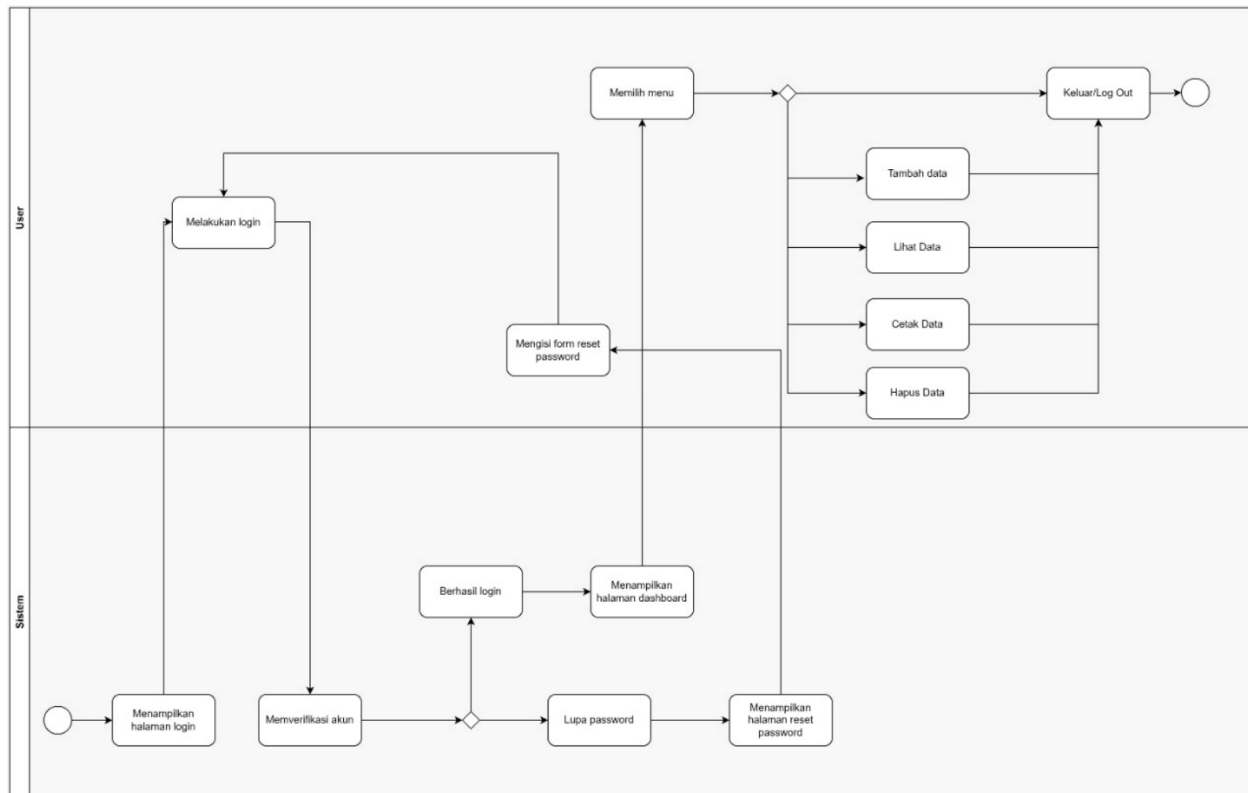 User
Memilih menu
Keluar/Log Out
Tambah data
Melakukan login
Lihat Data
Cetak Data
Mengisi form reset
password
Hapus Data
Sistem
Berhasil login
Menampilkan
halaman dashboard
Menampilkan
halaman login
Memverifikasi akun
Lupa password
Menampilkan
halaman reset
password